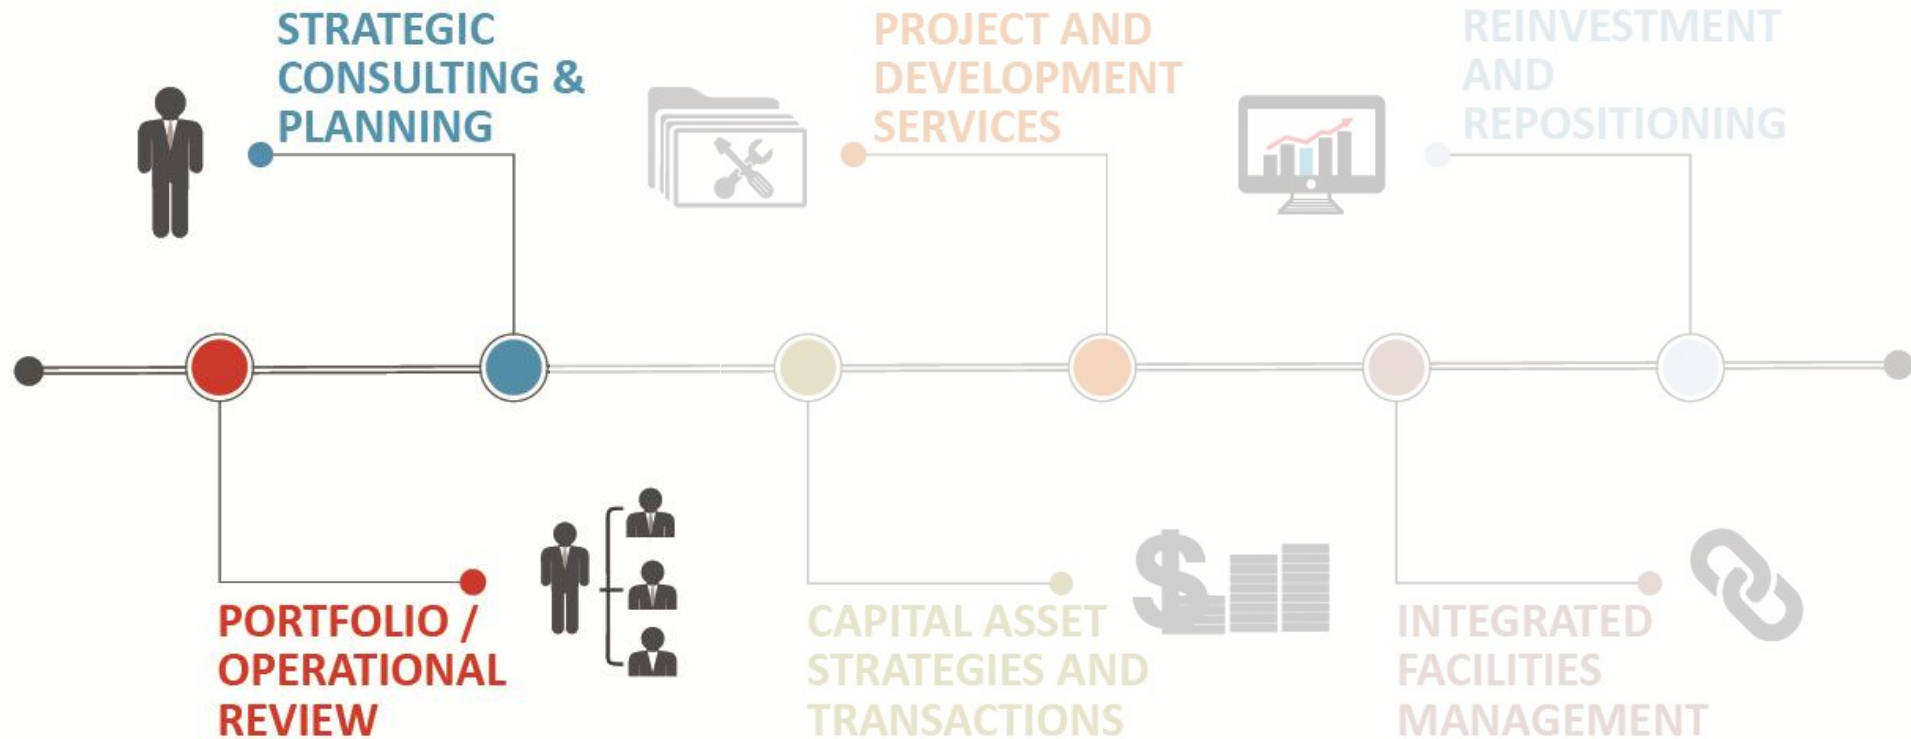 STRATEGIC
CONSULTING &
PLANNING
PROJECT AND
DEVELOPMENT
SERVICES
REINVESTMENT
AND
REPOSITIONING
PORTFOLIO /
OPERATIONAL
REVIEW
CAPITAL ASSET
STRATEGIES AND
TRANSACTIONS
INTEGRATED
FACILITIES
MANAGEMENT